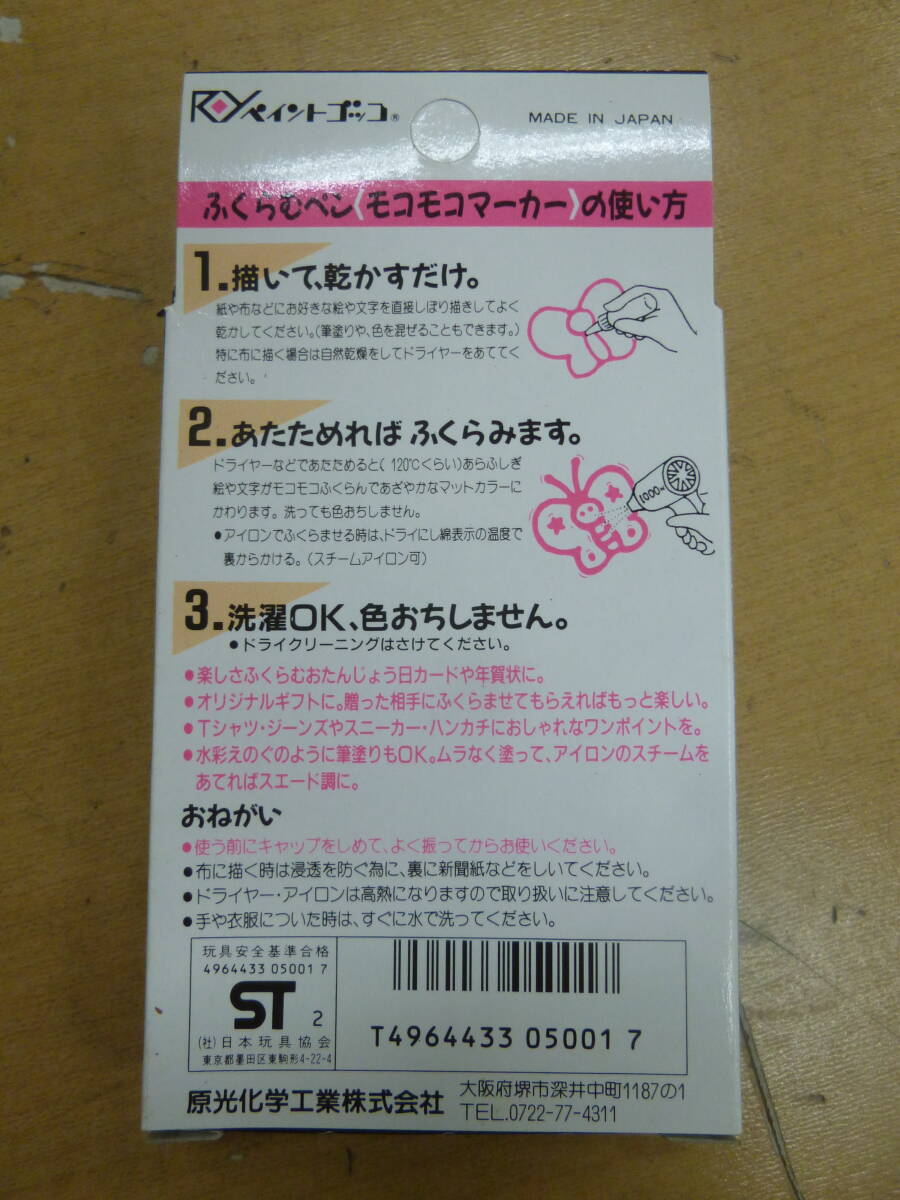 RYペイントゴッコ®
MADE IN JAPAN
ふくらむペン〈モコモコマーカー〉の使い方
1.描いて、乾かすだけ。
紙や布などにお好きな絵や文字を直接しぼり描きしてよく
乾かしてください。(筆塗りや、色を混ぜることもできます。)
特に布に描く場合は自然乾燥をしてドライヤーをあててく
ださい。
2.あたためれば ふくらみます。
ドライヤーなどであたためると(120℃くらい)あらふしぎ
絵や文字がモコモコふくらんであざやかなマットカラーに
かわります。洗っても色おちしません。
●アイロンでふくらませる時は、ドライにし綿表示の温度で
裏からかける。(スチームアイロン可)
1000w
3.洗濯OK、色おちしません。
●ドライクリーニングはさけてください。
●楽しさふくらむおたんじょう日カードや年賀状に。
●オリジナルギフトに。贈った相手にふくらませてもらえればもっと楽しい。
●Tシャツ・ジーンズやスニーカー・ハンカチにおしゃれなワンポイントを。
●水彩えのぐのように筆塗りもOK。ムラなく塗って、アイロンのスチームを
あてればスエード調に。
おねがい
●使う前にキャップをしめて、よく振ってからお使いください。
●布に描く時は浸透を防ぐ為に、裏に新聞紙などをしいてください。
●ドライヤー・アイロンは高熱になりますので取り扱いに注意してください。
●手や衣服についた時は、すぐに水で洗ってください。
玩具安全基準合格
4964433 05001 7
ST 2
(社)日本玩具協会
東京都墨田区東駒形4-22-4
T4964433 05001 7
原光化学工業株式会社
大阪府堺市深井中町1187の1
TEL.0722-77-4311